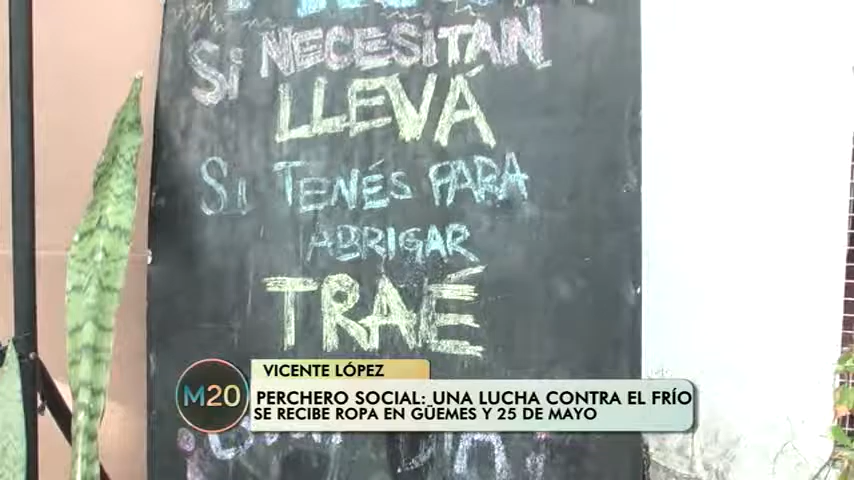 SI NECESITAN
LLEVÁ
SI TENÉS PARA
ABRIGAR
TRAÉ
M20
VICENTE LÓPEZ
PERCHERO SOCIAL: UNA LUCHA CONTRA EL FRÍO
SE RECIBE ROPA EN GÜEMES Y 25 DE MAYO